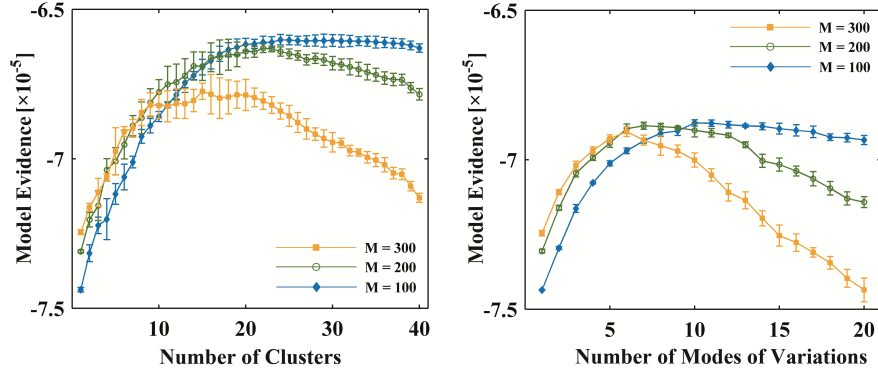 -6.5
-7
-7.5
Model Evidence [×10⁻⁵]
10
20
30
40
Number of Clusters
M = 300
M = 200
M = 100
-6.5
-7
-7.5
Model Evidence [×10⁻⁵]
5
10
15
20
Number of Modes of Variations
M = 300
M = 200
M = 100